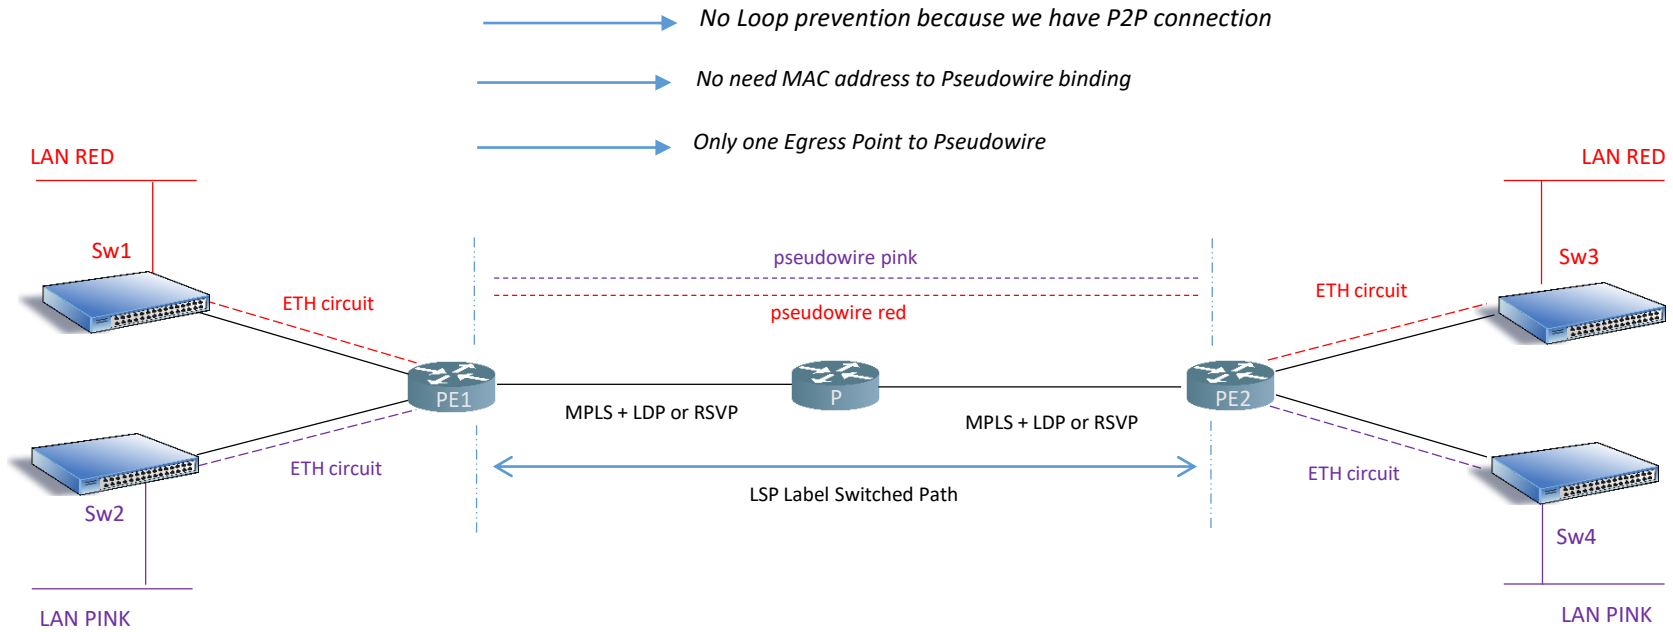 No Loop prevention because we have P2P connection
No need MAC address to Pseudowire binding
Only one Egress Point to Pseudowire
LAN RED
LAN RED
Sw1
Sw3
pseudowire pink
ETH circuit
ETH circuit
pseudowire red
PE1
P
PE2
MPLS + LDP or RSVP
MPLS + LDP or RSVP
ETH circuit
ETH circuit
LSP Label Switched Path
Sw2
Sw4
LAN PINK
LAN PINK